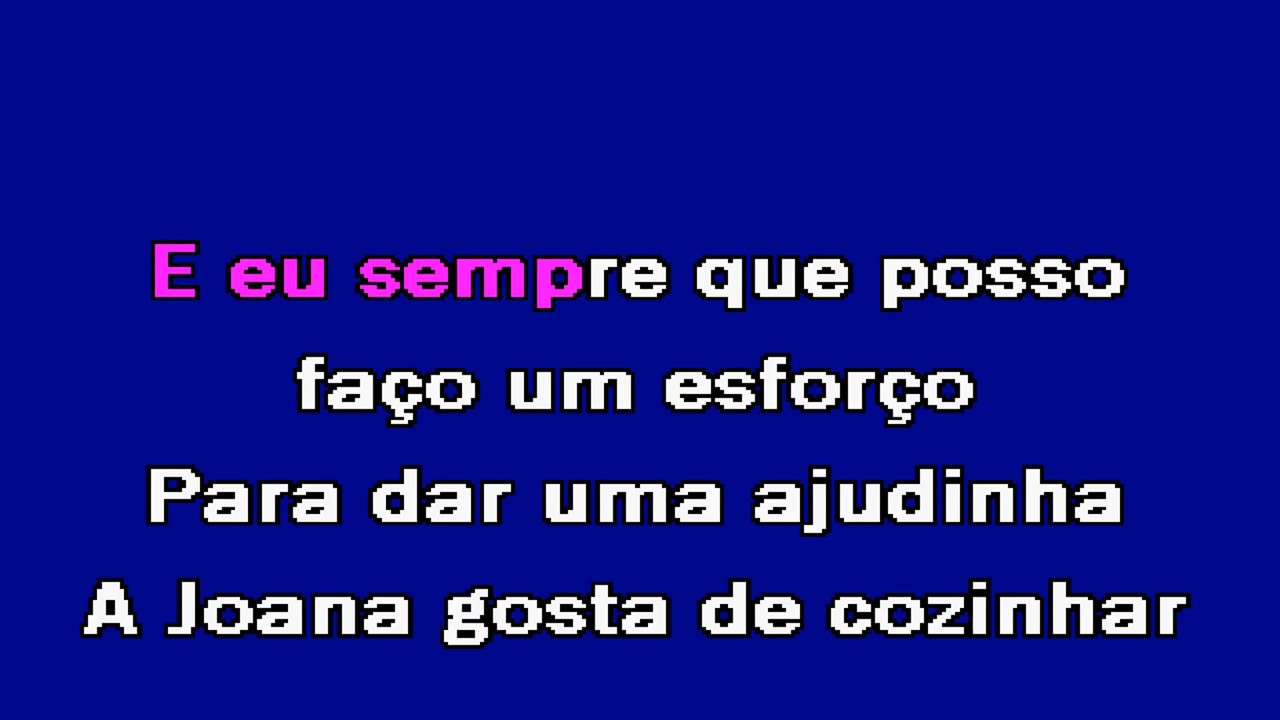 E eu sempre que posso
faço um esforço
Para dar uma ajudinha
A Joana gosta de cozinhar